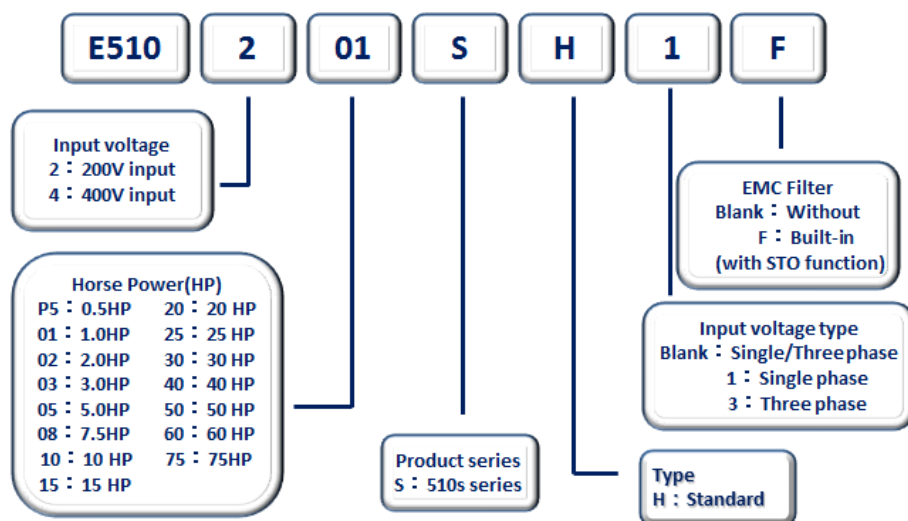 E510 2 01 S H 1 F
Input voltage
2：200V input
4：400V input
EMC Filter
Blank：Without
F：Built-in
(with STO function)
Horse Power(HP)
P5：0.5HP 20：20 HP
01：1.0HP 25：25 HP
02：2.0HP 30：30 HP
03：3.0HP 40：40 HP
05：5.0HP 50：50 HP
08：7.5HP 60：60 HP
10：10 HP 75：75HP
15：15 HP
Input voltage type
Blank：Single/Three phase
1：Single phase
3：Three phase
Product series
S：510s series
Type
H：Standard